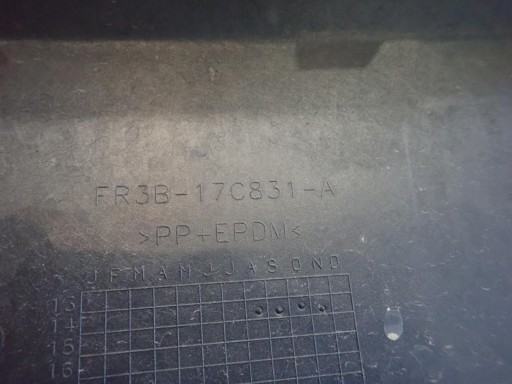 FR3B-17C831-A
>PP+EPDM<
J F M A M J J A S O N D
13
14
15
16